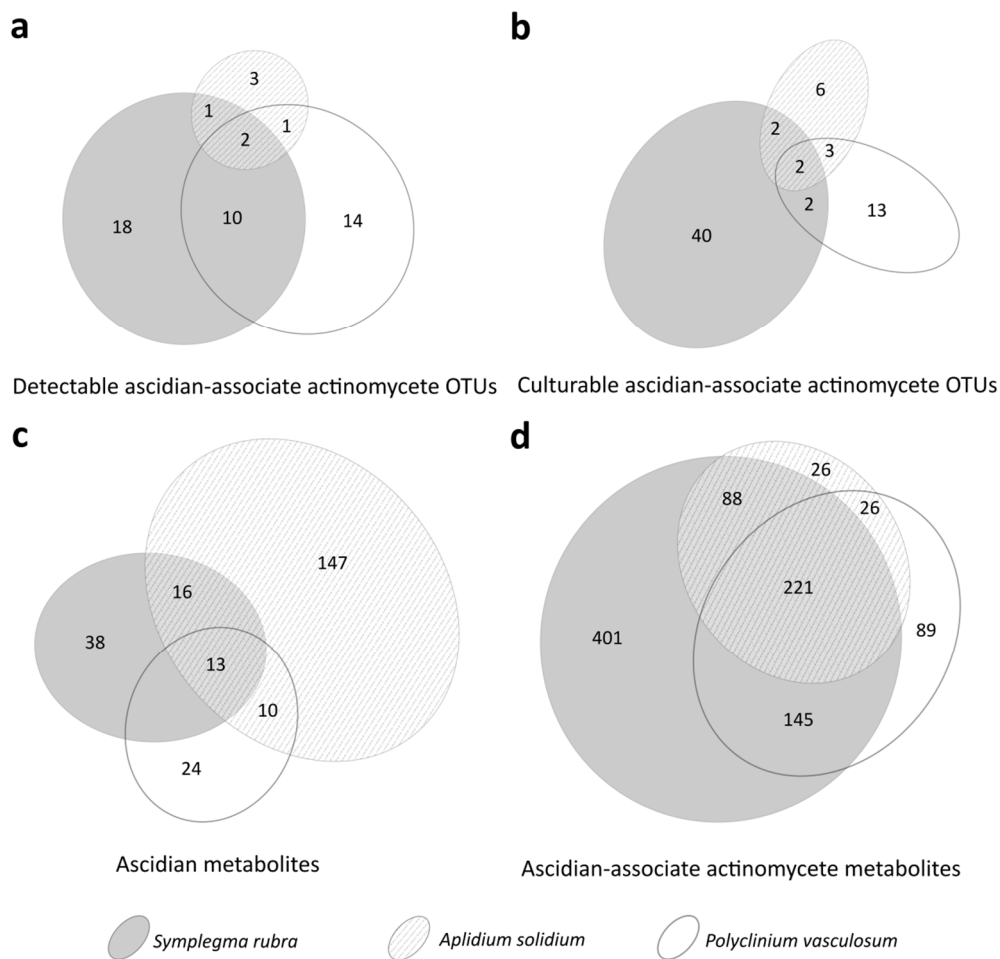 a
3
1
1
2
18
10
14
Detectable ascidian-associate actinomycete OTUs
b
6
2
3
2
2
13
40
Culturable ascidian-associate actinomycete OTUs
c
147
16
38
13
10
24
Ascidian metabolites
d
26
88
26
221
401
89
145
Ascidian-associate actinomycete metabolites
Symplegma rubra
Aplidium solidium
Polyclinium vasculosum